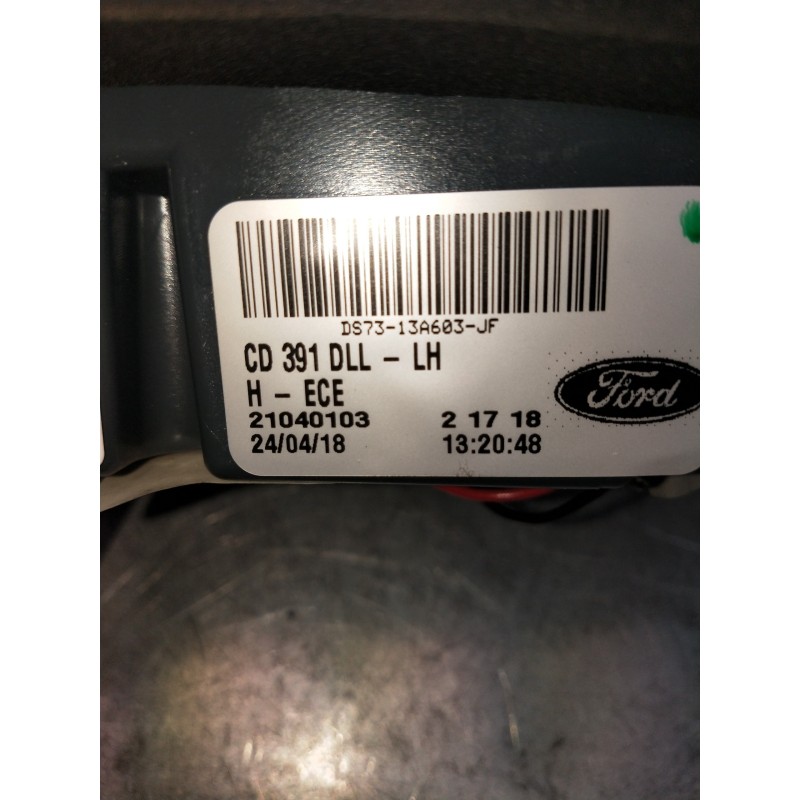 DS73-13A603-JF
CD 391 DLL - LH
H - ECE
21040103 2 17 18
24/04/18 13:20:48
Ford